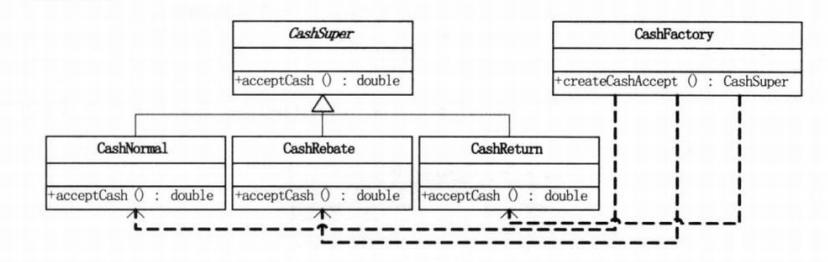 CashSuper
+acceptCash () : double
CashFactory
+createCashAccept () : CashSuper
CashNormal
+acceptCash () : double
CashRebate
+acceptCash () : double
CashReturn
+acceptCash () : double